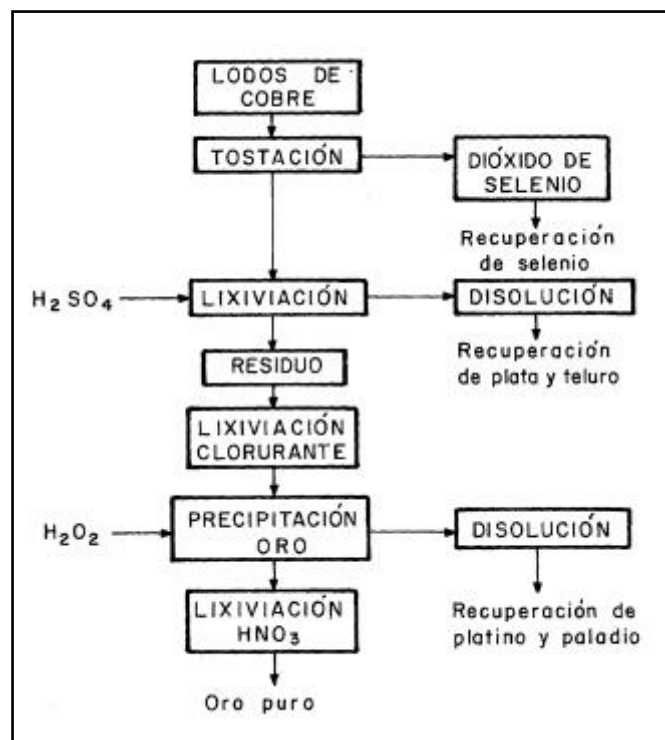 LODOS DE
COBRE
TOSTACIÓN
DIÓXIDO DE
SELENIO
Recuperación
de selenio
H₂SO₄
LIXIVIACIÓN
DISOLUCIÓN
Recuperación
de plata y teluro
RESIDUO
LIXIVIACIÓN
CLORURANTE
H₂O₂
PRECIPITACIÓN
ORO
DISOLUCIÓN
Recuperación de
platino y paladio
LIXIVIACIÓN
HNO₃
Oro puro